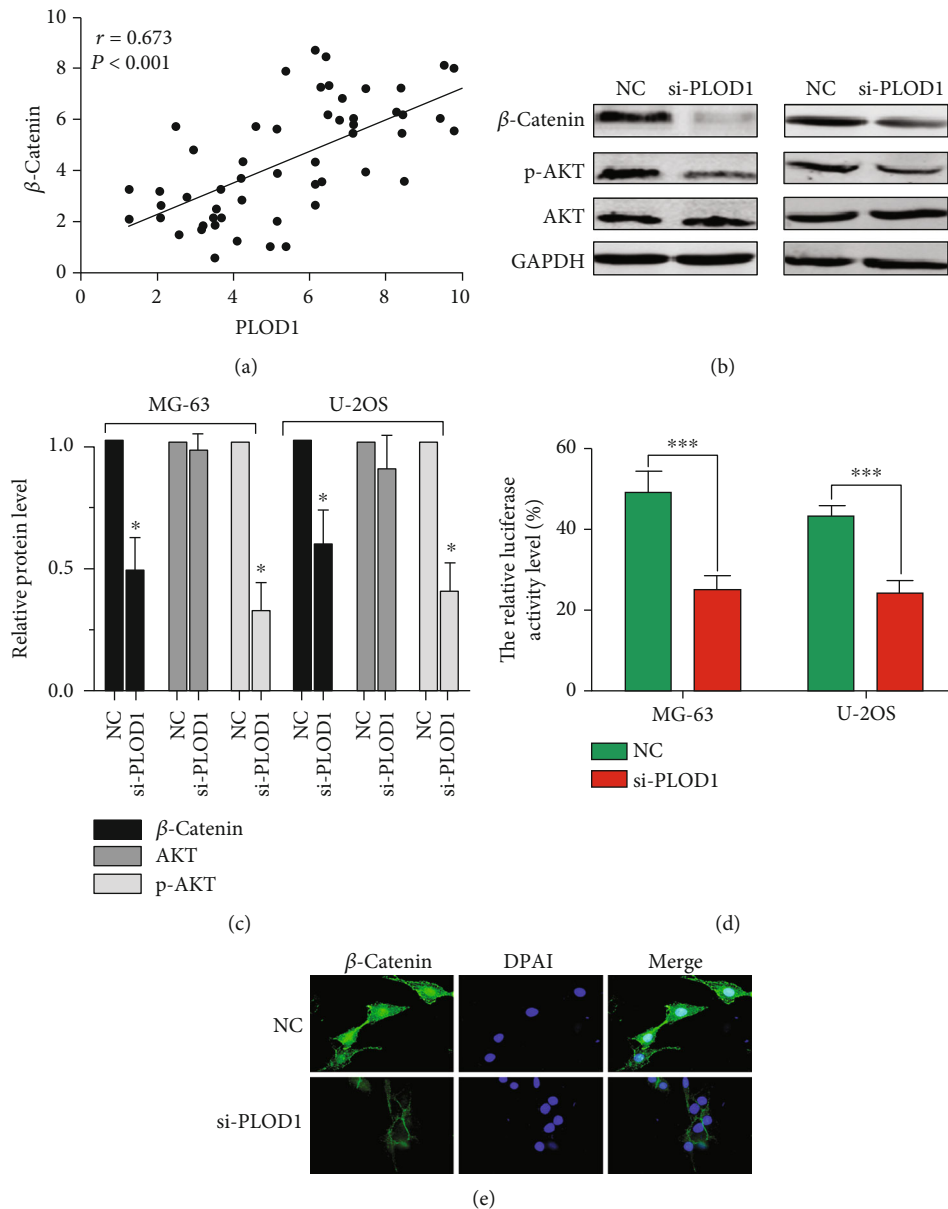 r = 0.673
P < 0.001
β-Catenin
10
8
6
4
2
0
0 2 4 6 8 10
PLOD1
(a)
NC si-PLOD1 NC si-PLOD1
β-Catenin
p-AKT
AKT
GAPDH
(b)
MG-63 U-2OS
Relative protein level
1.0
0.5
0.0
* * * *
NC si-PLOD1 NC si-PLOD1 NC si-PLOD1 NC si-PLOD1 NC si-PLOD1 NC si-PLOD1
β-Catenin
AKT
p-AKT
(c)
The relative luciferase
activity level (%)
60
40
20
0
*** ***
MG-63 U-2OS
NC
si-PLOD1
(d)
β-Catenin DPAI Merge
NC
si-PLOD1
(e)